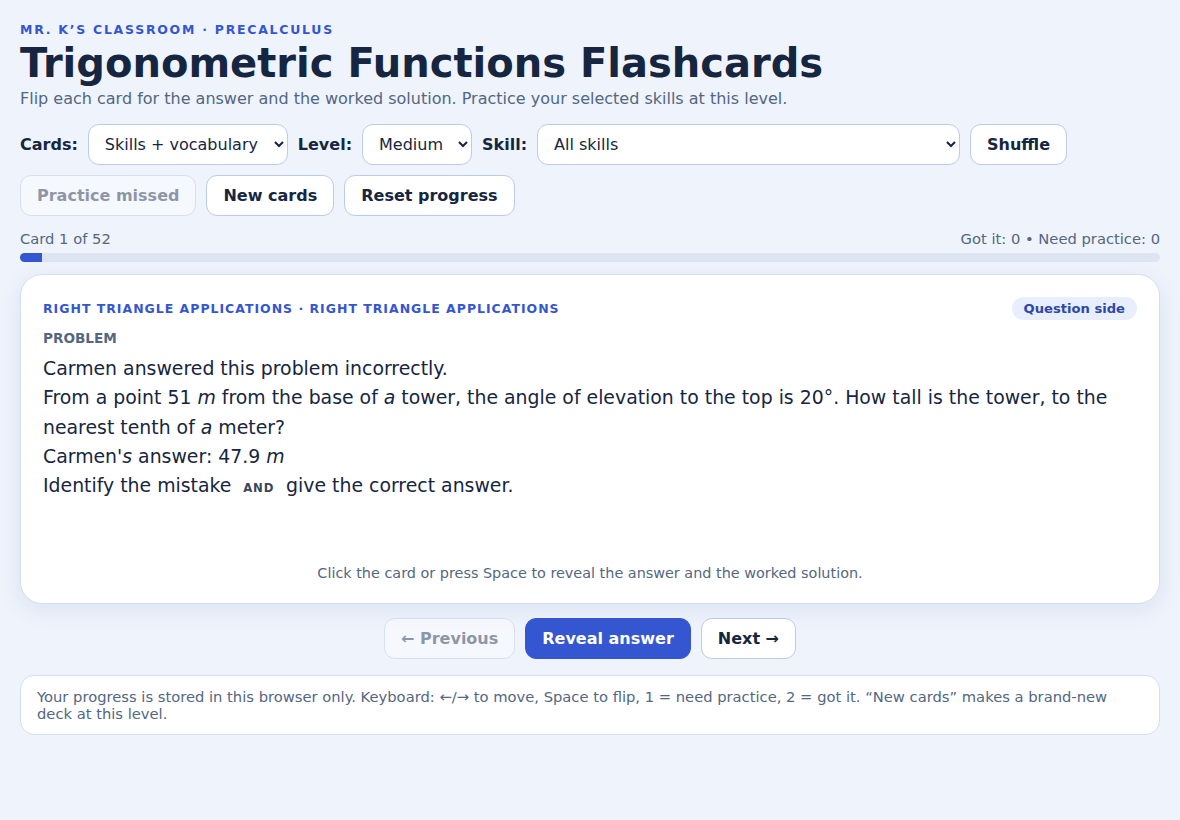 MR. K’S CLASSROOM · PRECALCULUS
Trigonometric Functions Flashcards
Flip each card for the answer and the worked solution. Practice your selected skills at this level.
Cards: Skills + vocabulary Level: Medium Skill: All skills Shuffle
Practice missed New cards Reset progress
Card 1 of 52 Got it: 0 • Need practice: 0
RIGHT TRIANGLE APPLICATIONS · RIGHT TRIANGLE APPLICATIONS Question side
PROBLEM
Carmen answered this problem incorrectly.
From a point 51 m from the base of a tower, the angle of elevation to the top is 20°. How tall is the tower, to the
nearest tenth of a meter?
Carmen's answer: 47.9 m
Identify the mistake AND give the correct answer.
Click the card or press Space to reveal the answer and the worked solution.
← Previous Reveal answer Next →
Your progress is stored in this browser only. Keyboard: ←/→ to move, Space to flip, 1 = need practice, 2 = got it. “New cards” makes a brand-new
deck at this level.